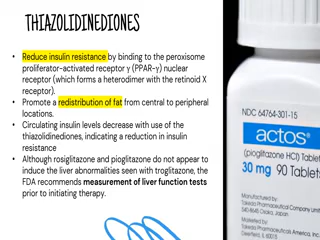 THIAZOLIDINEDIONES
• Reduce insulin resistance by binding to the peroxisome
proliferator-activated receptor γ (PPAR-γ) nuclear
receptor (which forms a heterodimer with the retinoid X
receptor).
• Promote a redistribution of fat from central to peripheral
locations.
• Circulating insulin levels decrease with use of the
thiazolidinediones, indicating a reduction in insulin
resistance
• Although rosiglitazone and pioglitazone do not appear to
induce the liver abnormalities seen with troglitazone, the
FDA recommends measurement of liver function tests
prior to initiating therapy.
NDC 64764-301-15
actos
(pioglitazone HCl) Tablets
30 mg 90 Tablets
Manufactured by:
Takeda Pharmaceutical Company Limited
540-8645 Osaka, Japan
Marketed by:
Takeda Pharmaceuticals America, Inc.
Deerfield, IL 60015